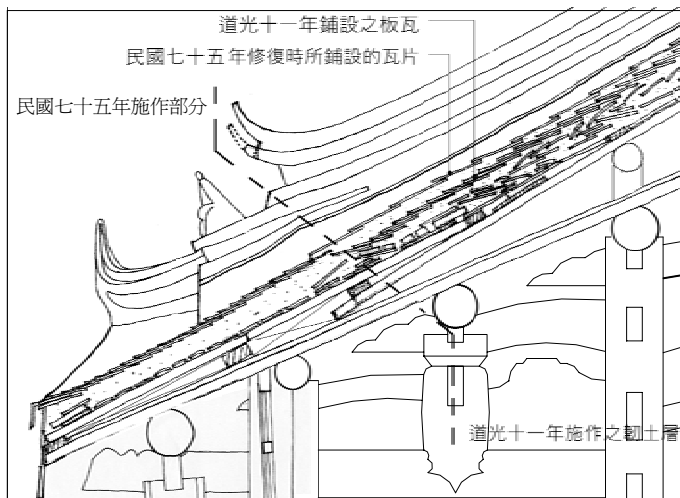 道光十一年鋪設之板瓦
民國七十五年修復時所鋪設的瓦片
民國七十五年施作部分
道光十一年施作之韌土層